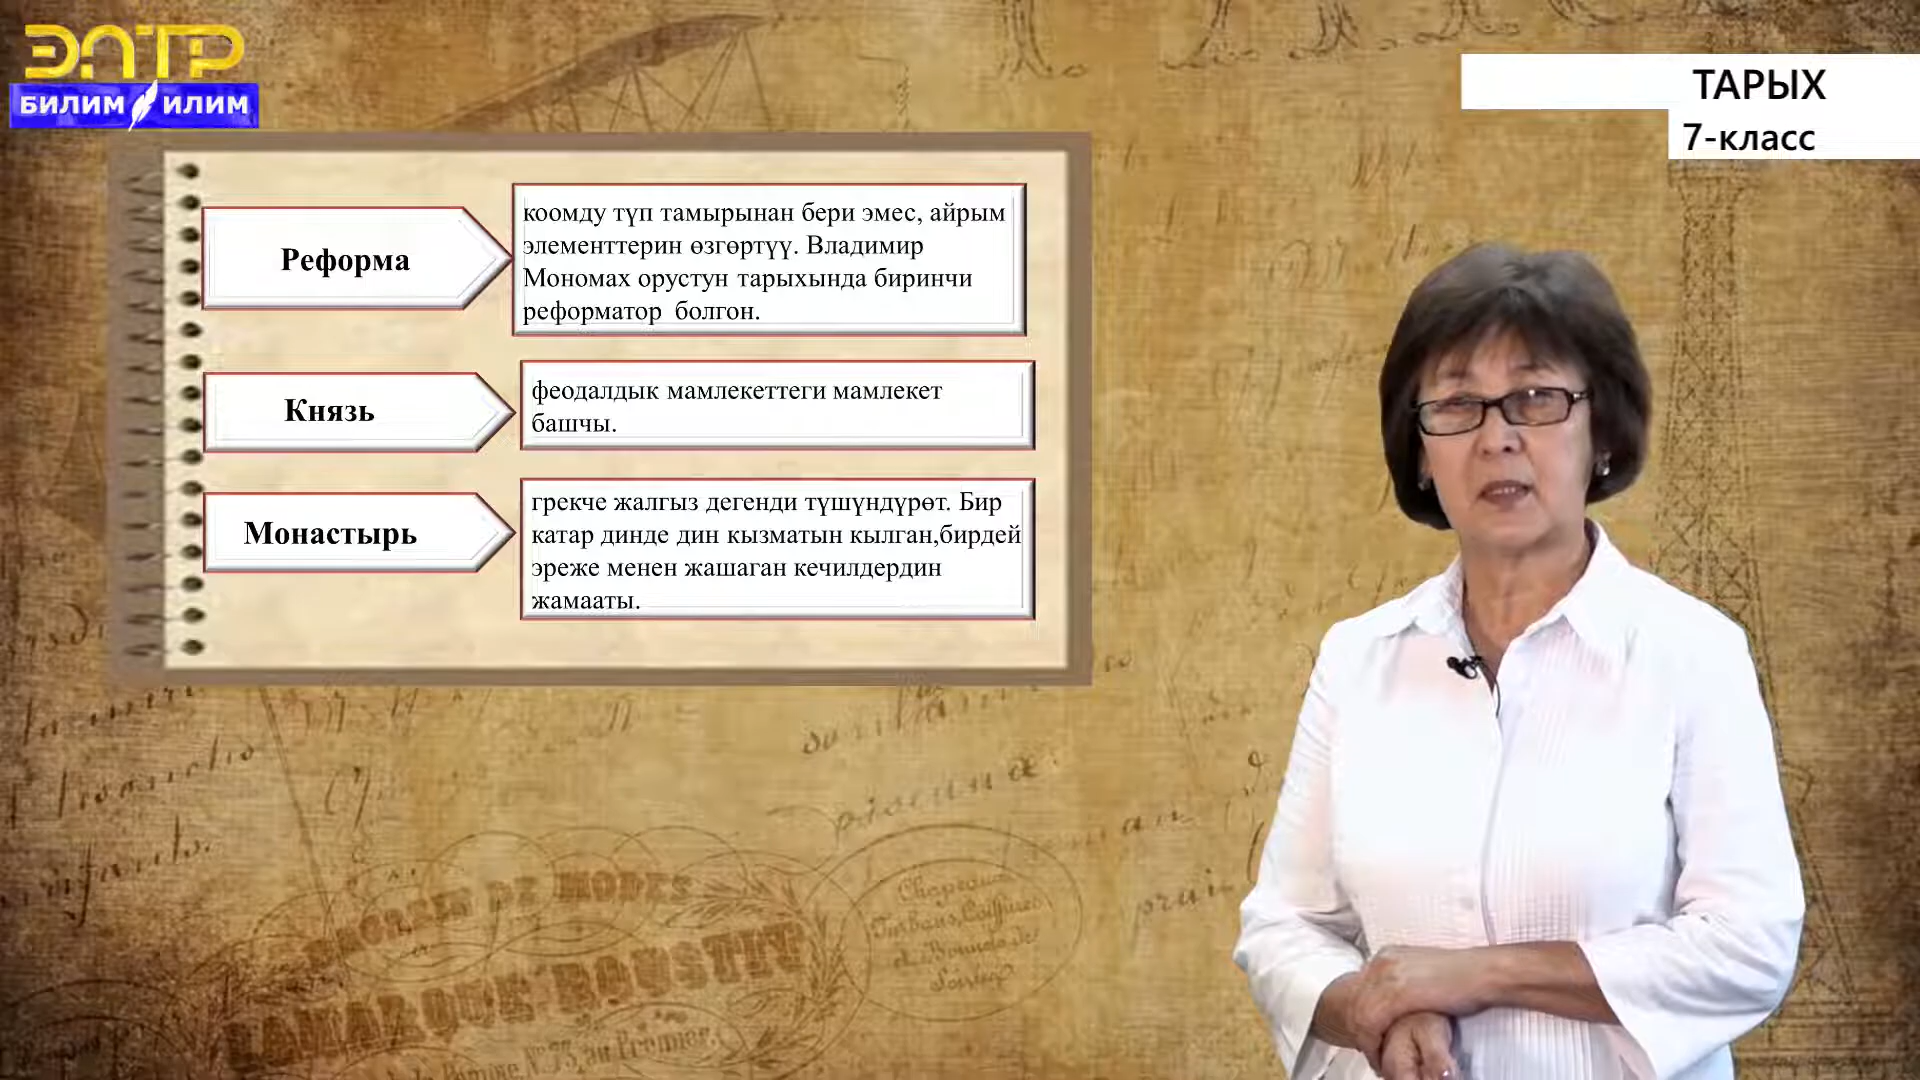 ЭЛТР
БИЛИМ ИЛИМ
ТАРЫХ
7-класс
Реформа
коомду түп тамырынан бери эмес, айрым
элементтерин өзгөртүү. Владимир
Мономах орустун тарыхында биринчи
реформатор болгон.
Князь
феодалдык мамлекеттеги мамлекет
башчы.
Монастырь
грекче жалгыз дегенди түшүндүрөт. Бир
катар динде дин кызматын кылган,бирдей
эреже менен жашаган кечилдердин
жамааты.